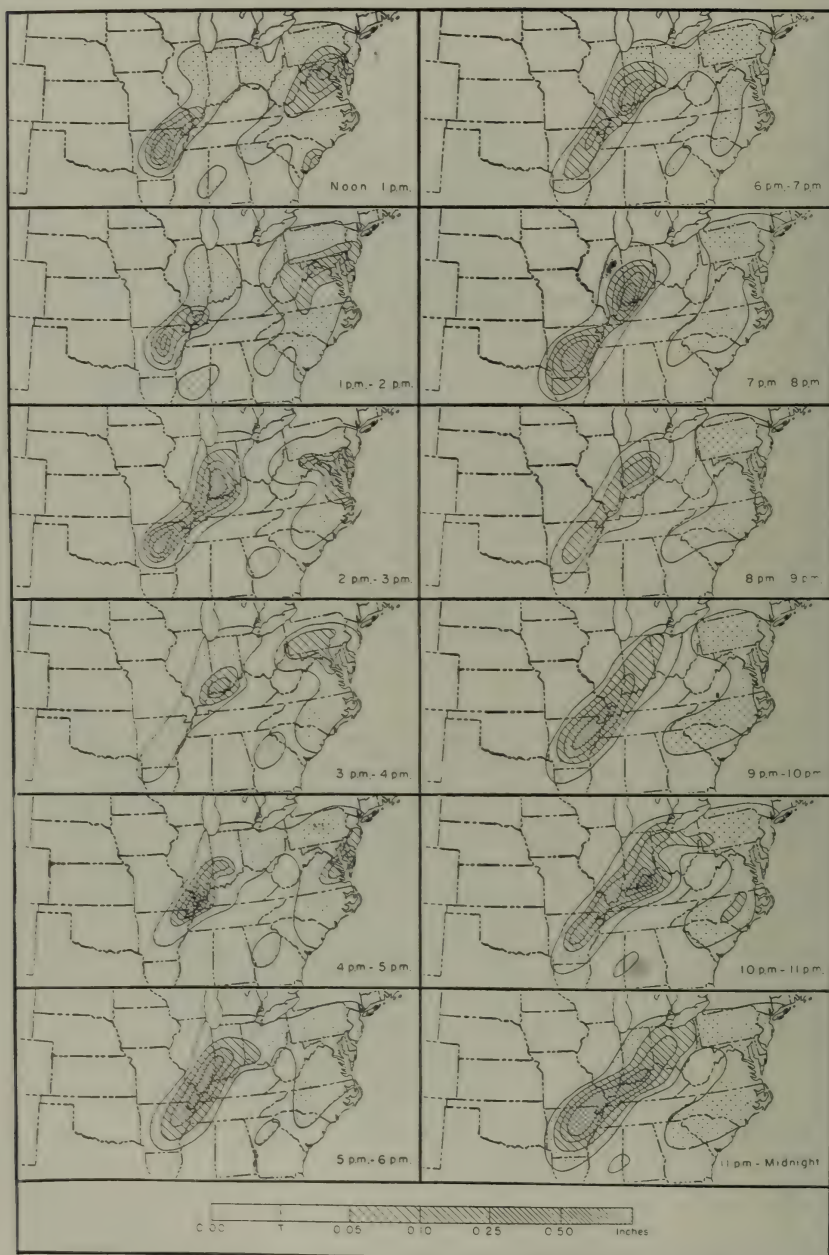 Noon 1 p.m.
1 p.m. - 2 p.m.
2 p.m. - 3 p.m.
3 p.m. - 4 p.m.
4 p.m. - 5 p.m.
5 p.m. - 6 p.m.
6 p.m. - 7 p.m.
7 p.m 8 p.m.
8 p.m 9 p.m
9 p.m - 10 p.m
10 p.m - 11 p.m.
11 p.m - Midnight
0.00 T 0.05 0.10 0.25 0.50 inches